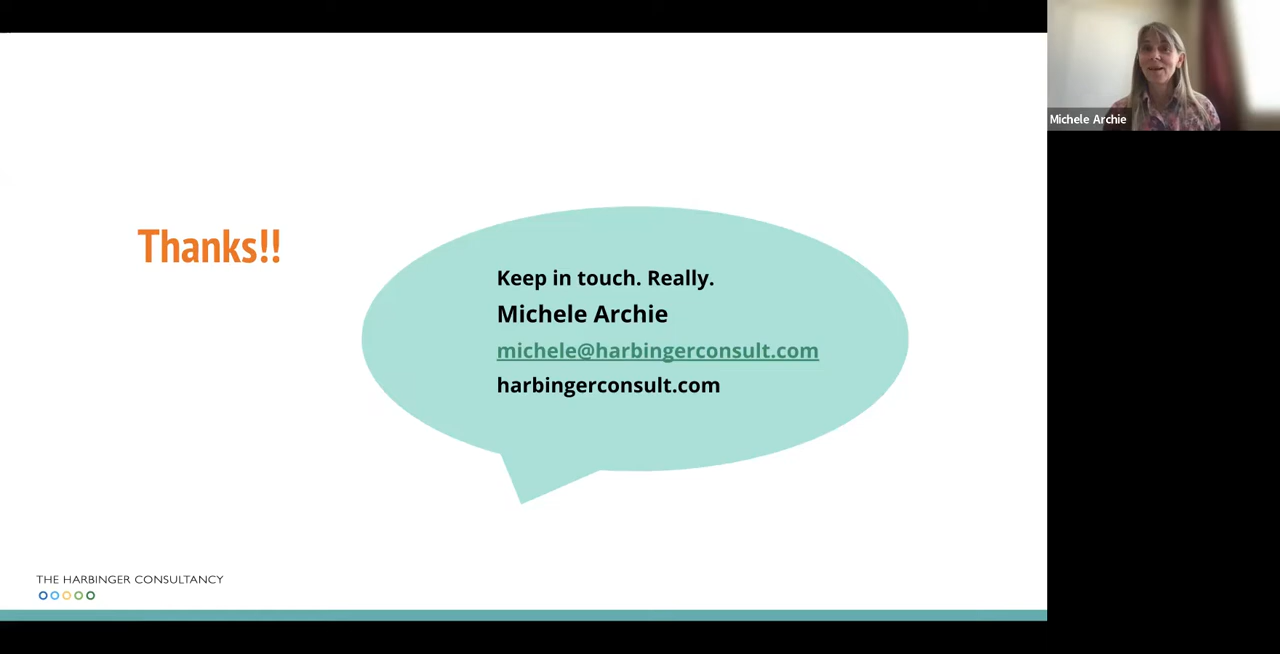 Michele Archie
Thanks!!
Keep in touch. Really.
Michele Archie
michele@harbingerconsult.com
harbingerconsult.com
THE HARBINGER CONSULTANCY